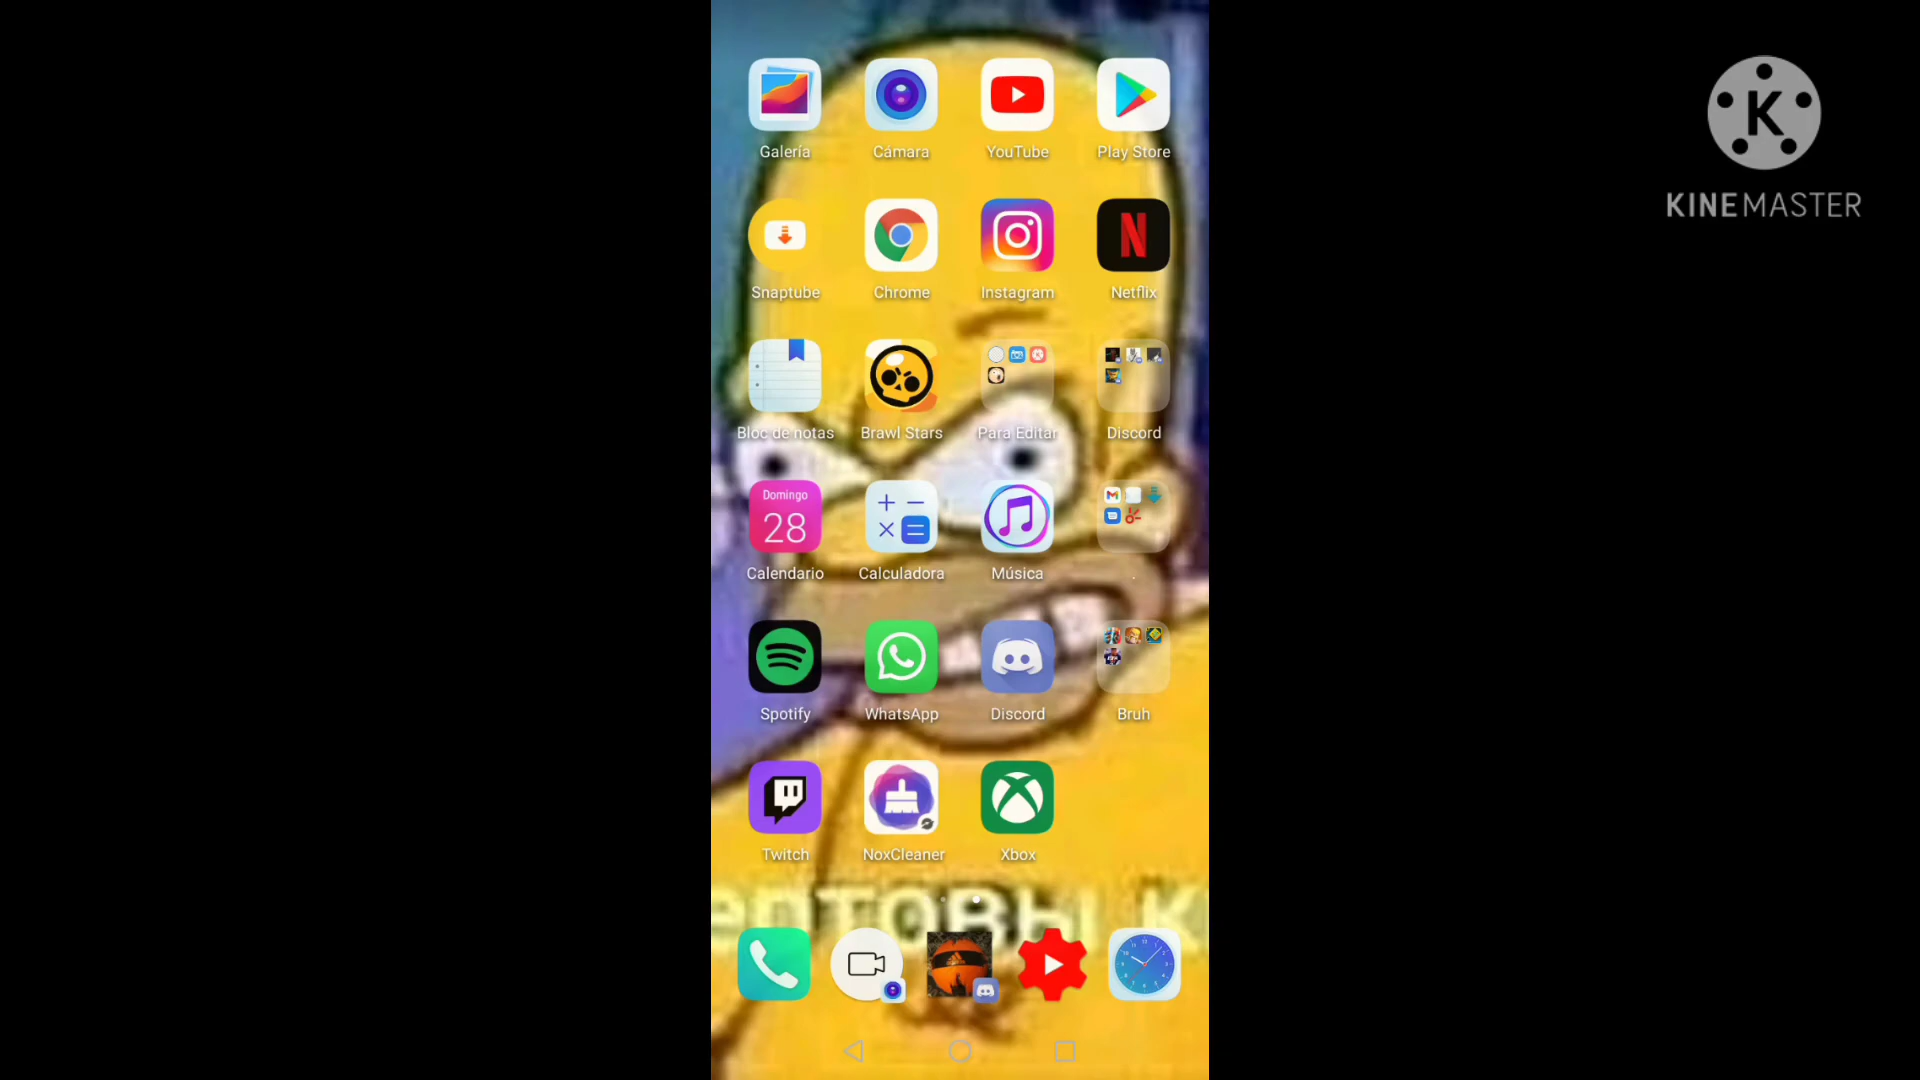 K
KINEMASTER
Galería Cámara YouTube Play Store
Snaptube Chrome Instagram Netflix
Bloc de notas Brawl Stars Para Editar Discord
Domingo
28
Calendario Calculadora Música .
Spotify WhatsApp Discord Bruh
Twitch NoxCleaner Xbox
ептовы к